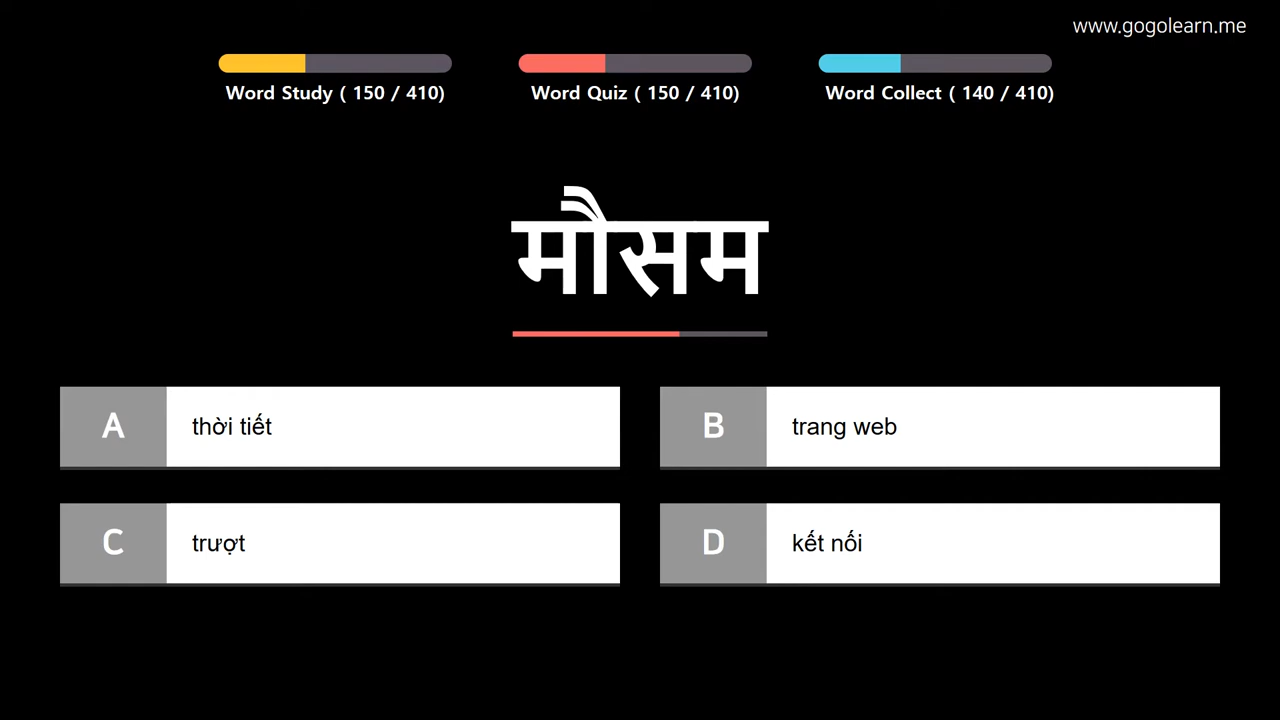 www.gogolearn.me
Word Study ( 150 / 410)
Word Quiz ( 150 / 410)
Word Collect ( 140 / 410)
मौसम
A
thời tiết
B
trang web
C
trượt
D
kết nối